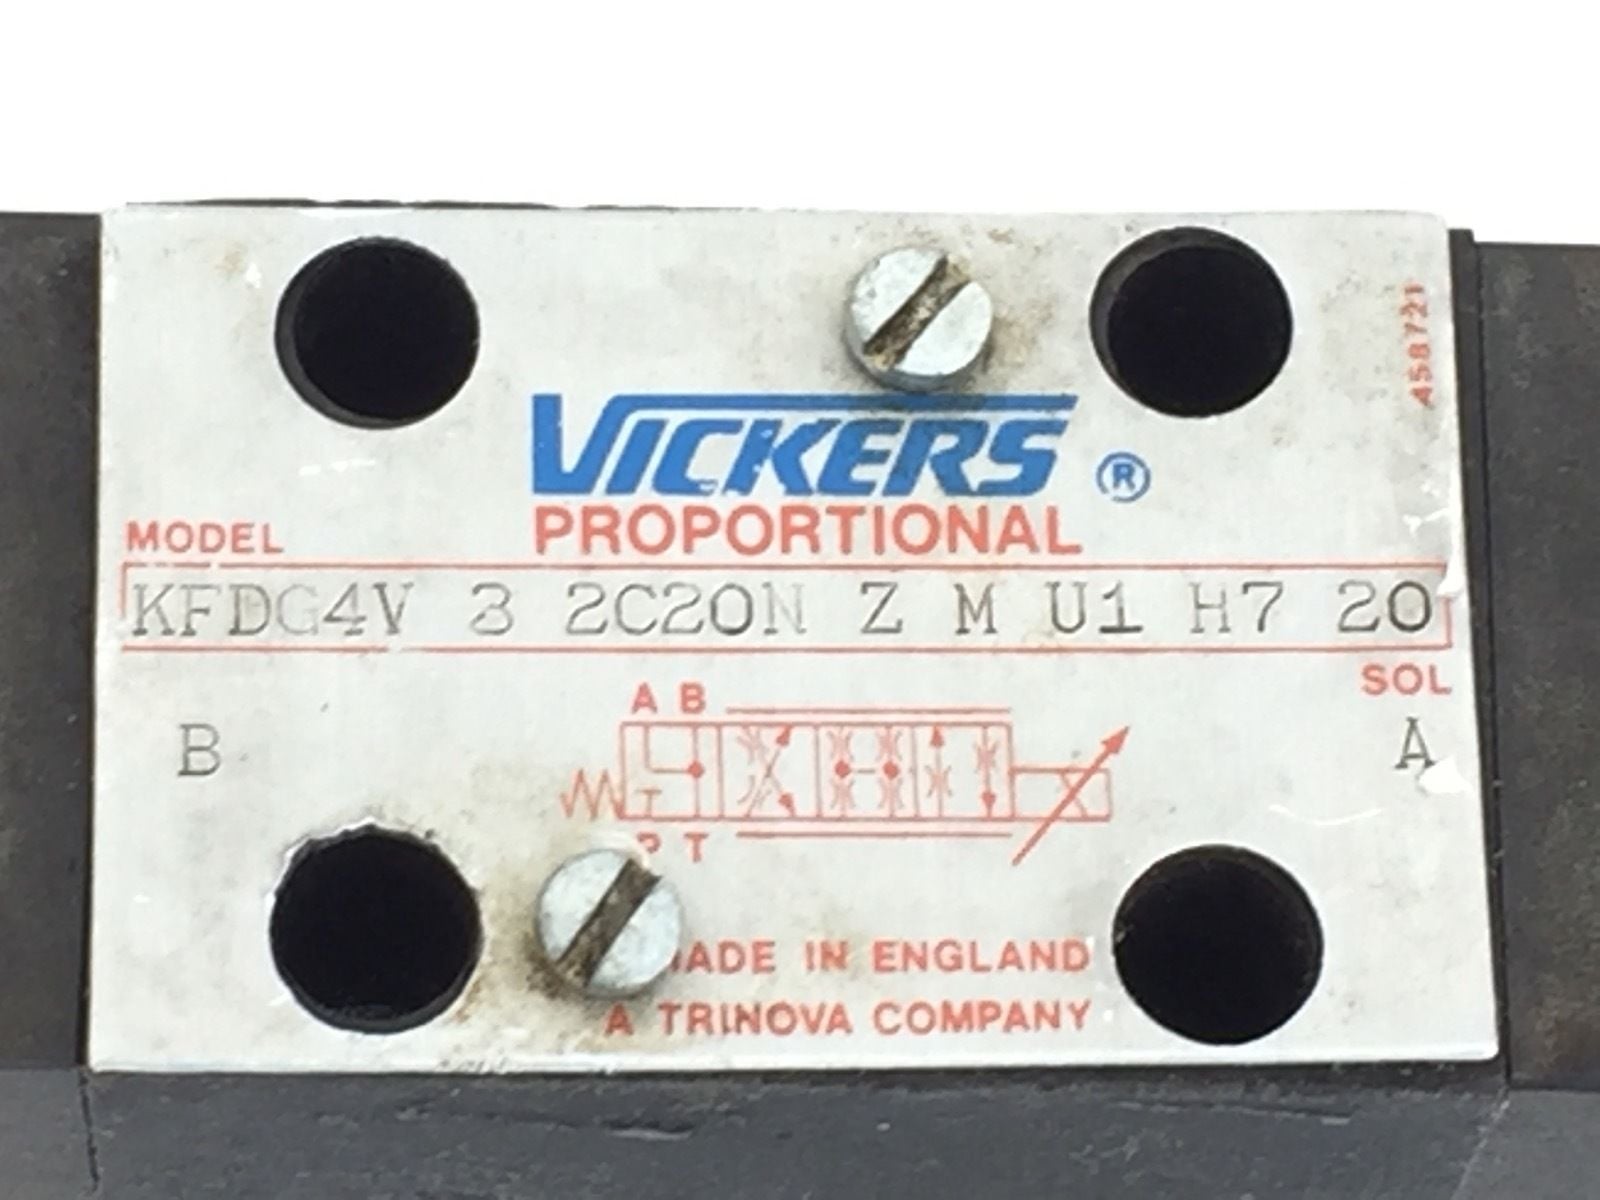 458721
VICKERS ®
PROPORTIONAL
MODEL
KFDG4V 3 2C20N Z M U1 H7 20
SOL
A B
B
A
T
P T
MADE IN ENGLAND
A TRINOVA COMPANY